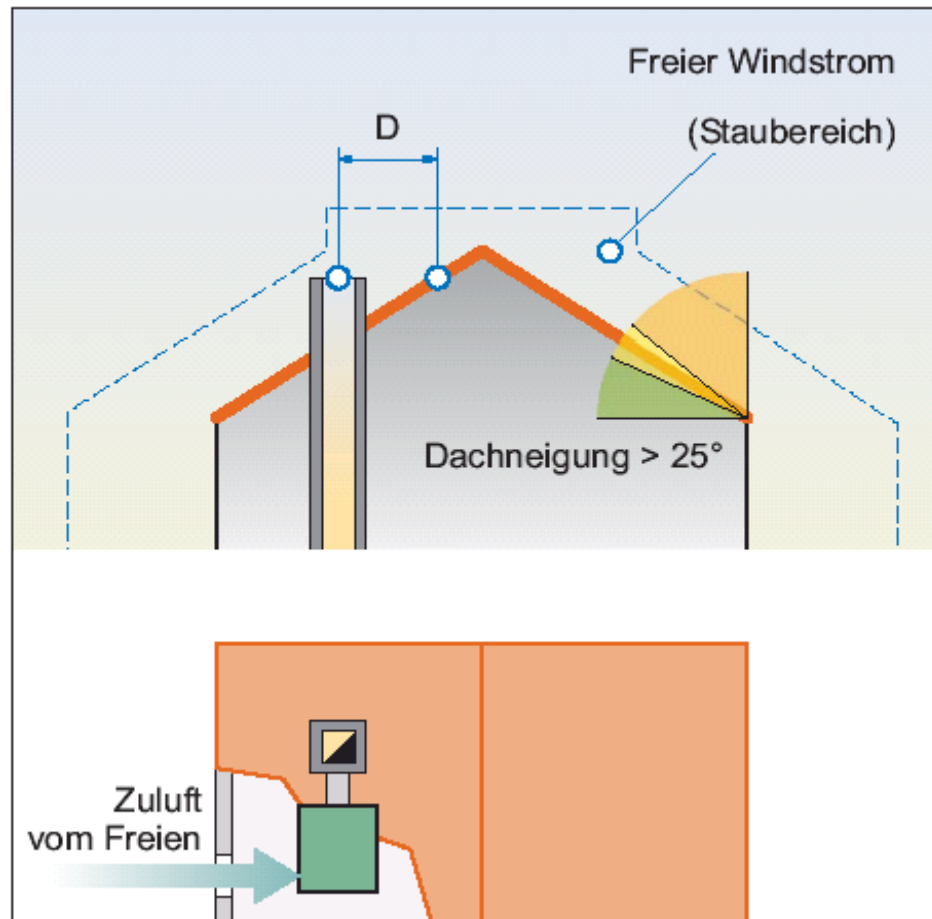 Freier Windstrom
D
(Staubereich)
Dachneigung > 25°
Zuluft
vom Freien